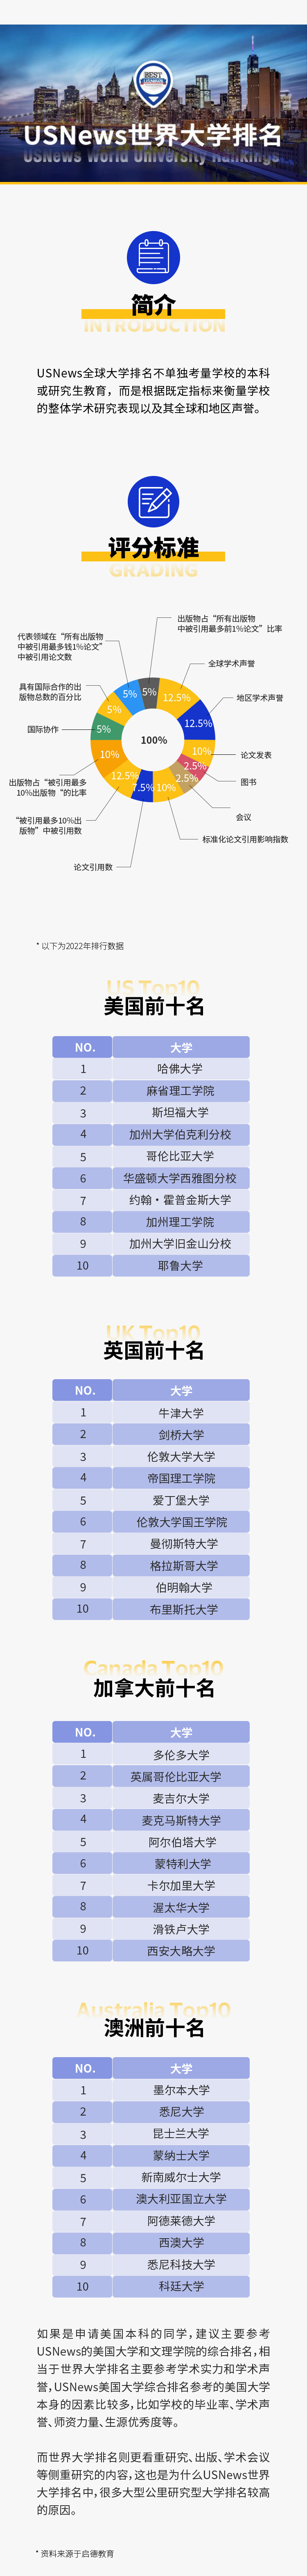 BEST
USNews世界大学排名
USNews World University Rankings
简介
INTRODUCTION
USNews全球大学排名不单独考量学校的本科
或研究生教育，而是根据既定指标来衡量学校
的整体学术研究表现以及其全球和地区声誉。
评分标准
GRADING
出版物占“所有出版物
中被引用最多前1%论文”比率
代表领域在“所有出版物
中被引用最多钱1%论文”
中被引用论文数
全球学术声誉
具有国际合作的出
版物总数的百分比
地区学术声誉
国际协作
论文发表
出版物占“被引用最多
10%出版物“的比率
图书
“被引用最多10%出
版物”中被引用数
会议
标准化论文引用影响指数
论文引用数
5%
5%
12.5%
5%
12.5%
5%
100%
10%
10%
2.5%
12.5%
2.5%
7.5%
10%
* 以下为2022年排行数据
US Top10
美国前十名
NO. 大学
1 哈佛大学
2 麻省理工学院
3 斯坦福大学
4 加州大学伯克利分校
5 哥伦比亚大学
6 华盛顿大学西雅图分校
7 约翰·霍普金斯大学
8 加州理工学院
9 加州大学旧金山分校
10 耶鲁大学
UK Top10
英国前十名
NO. 大学
1 牛津大学
2 剑桥大学
3 伦敦大学大学
4 帝国理工学院
5 爱丁堡大学
6 伦敦大学国王学院
7 曼彻斯特大学
8 格拉斯哥大学
9 伯明翰大学
10 布里斯托大学
Canada Top10
加拿大前十名
NO. 大学
1 多伦多大学
2 英属哥伦比亚大学
3 麦吉尔大学
4 麦克马斯特大学
5 阿尔伯塔大学
6 蒙特利大学
7 卡尔加里大学
8 渥太华大学
9 滑铁卢大学
10 西安大略大学
Australia Top10
澳洲前十名
NO. 大学
1 墨尔本大学
2 悉尼大学
3 昆士兰大学
4 蒙纳士大学
5 新南威尔士大学
6 澳大利亚国立大学
7 阿德莱德大学
8 西澳大学
9 悉尼科技大学
10 科廷大学
如果是申请美国本科的同学，建议主要参考
USNews的美国大学和文理学院的综合排名，相
当于世界大学排名主要参考学术实力和学术声
誉，USNews美国大学综合排名参考的美国大学
本身的因素比较多，比如学校的毕业率、学术声
誉、师资力量、生源优秀度等。
而世界大学排名则更看重研究、出版、学术会议
等侧重研究的内容，这也是为什么USNews世界
大学排名中，很多大型公里研究型大学排名较高
的原因。
* 资料来源于启德教育